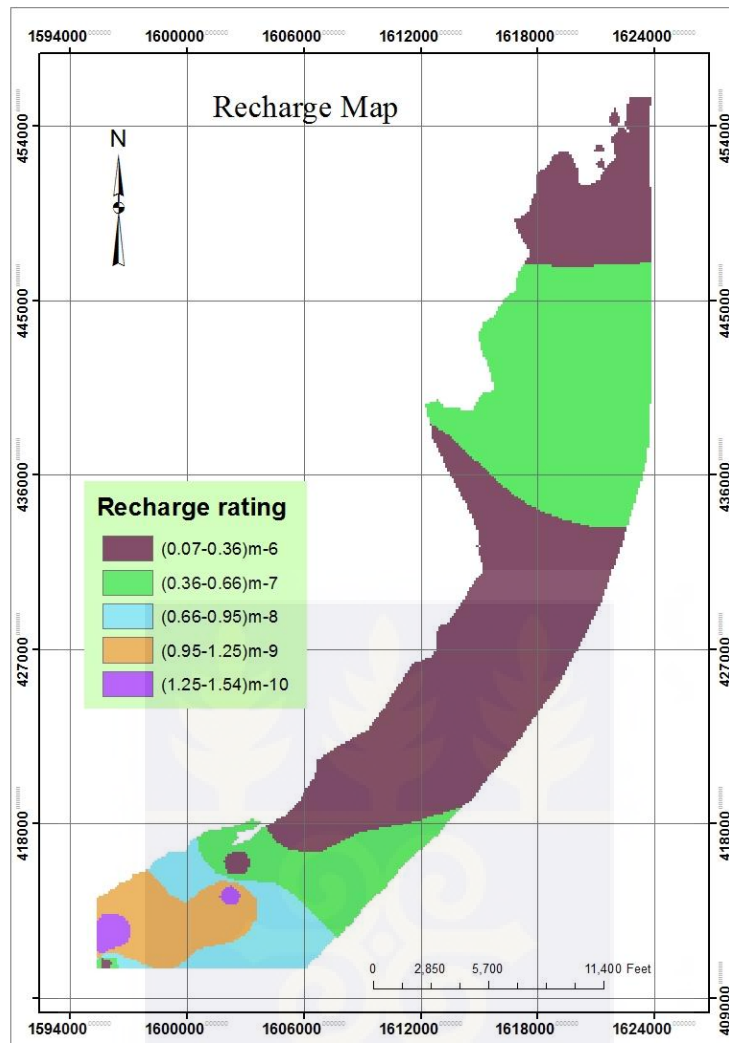 1594000 1600000 1606000 1612000 1618000 1624000
Recharge Map
N
454000 454000
445000 445000
436000 436000
Recharge rating
(0.07-0.36)m-6
(0.36-0.66)m-7
(0.66-0.95)m-8
(0.95-1.25)m-9
(1.25-1.54)m-10
427000 427000
418000 418000
0 2,850 5,700 11,400 Feet
409000
1594000 1600000 1606000 1612000 1618000 1624000